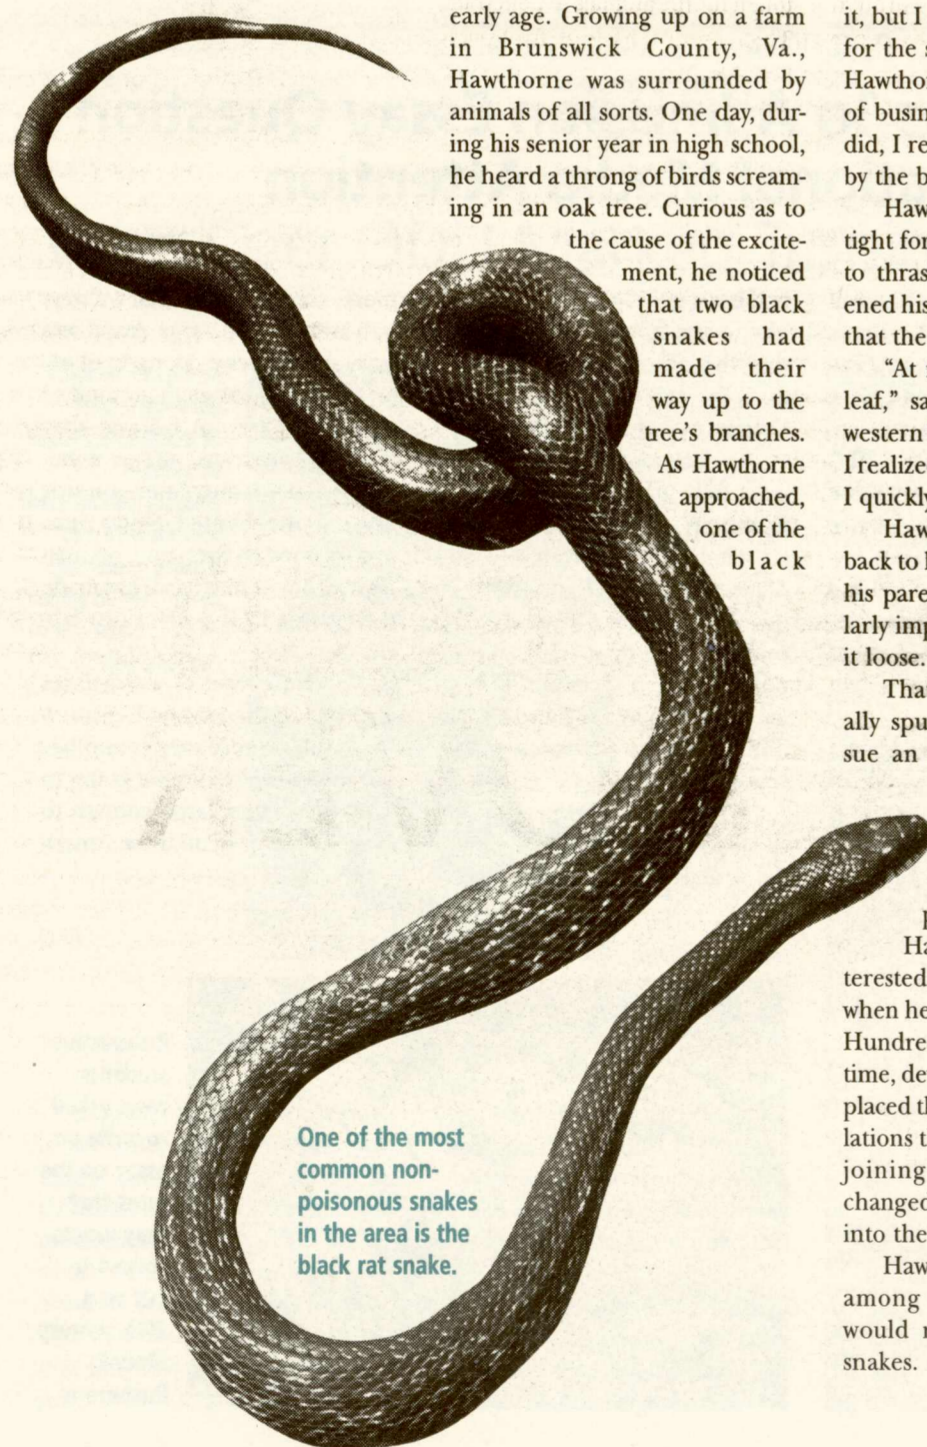 early age. Growing up on a farm
in Brunswick County, Va.,
Hawthorne was surrounded by
animals of all sorts. One day, dur-
ing his senior year in high school,
he heard a throng of birds scream-
ing in an oak tree. Curious as to
the cause of the excite-
ment, he noticed
that two black
snakes had
made their
way up to the
tree's branches.
As Hawthorne
approached,
one of the
black
One of the most
common non-
poisonous snakes
in the area is the
black rat snake.
it, but I
for the
of busin
did, I re
by the b
Haw
tight for
to thras
ened his
that the
"At
leaf," sa
western
I realize
I quickly
Haw
back to
his pare
larly imp
it loose.
Tha
ally spu
sue an
Ha
terested
when he
Hundre
time, de
placed th
lations t
joining
changed
into the
Haw
among
would
snakes.